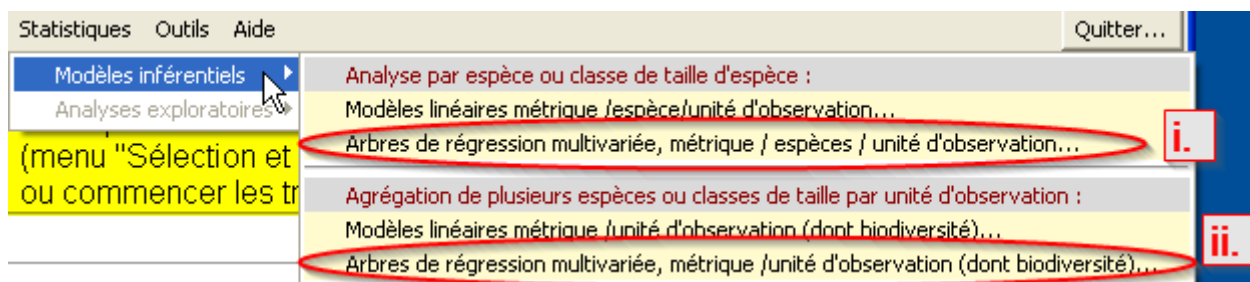 Statistiques Outils Aide Quitter...
Modèles inférentiels
Analyses exploratoires
Analyse par espèce ou classe de taille d'espèce :
Modèles linéaires métrique /espèce/unité d'observation...
Arbres de régression multivariée, métrique / espèces / unité d'observation...
i.
Agrégation de plusieurs espèces ou classes de taille par unité d'observation :
Modèles linéaires métrique /unité d'observation (dont biodiversité)...
Arbres de régression multivariée, métrique /unité d'observation (dont biodiversité)...
ii.
(menu "Sélection et
ou commencer les